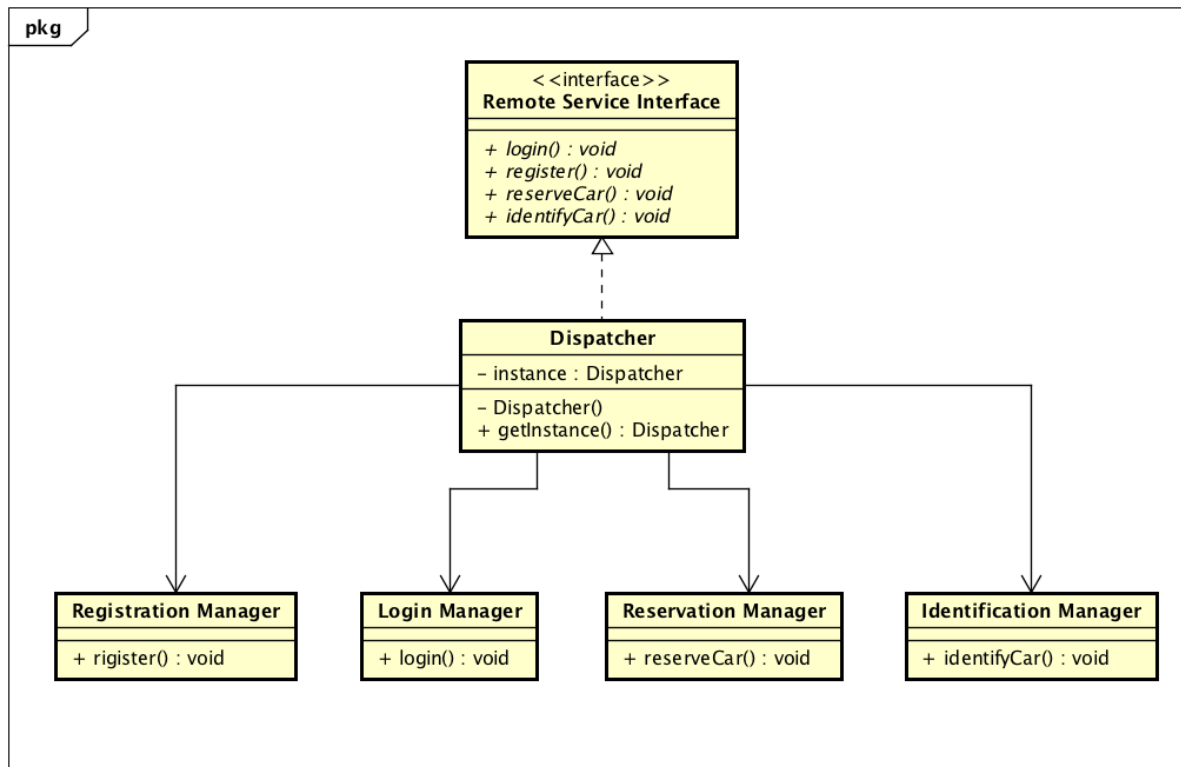 pkg
<<interface>>
Remote Service Interface
+ login() : void
+ register() : void
+ reserveCar() : void
+ identifyCar() : void
Dispatcher
- instance : Dispatcher
- Dispatcher()
+ getInstance() : Dispatcher
Registration Manager
+ rigister() : void
Login Manager
+ login() : void
Reservation Manager
+ reserveCar() : void
Identification Manager
+ identifyCar() : void